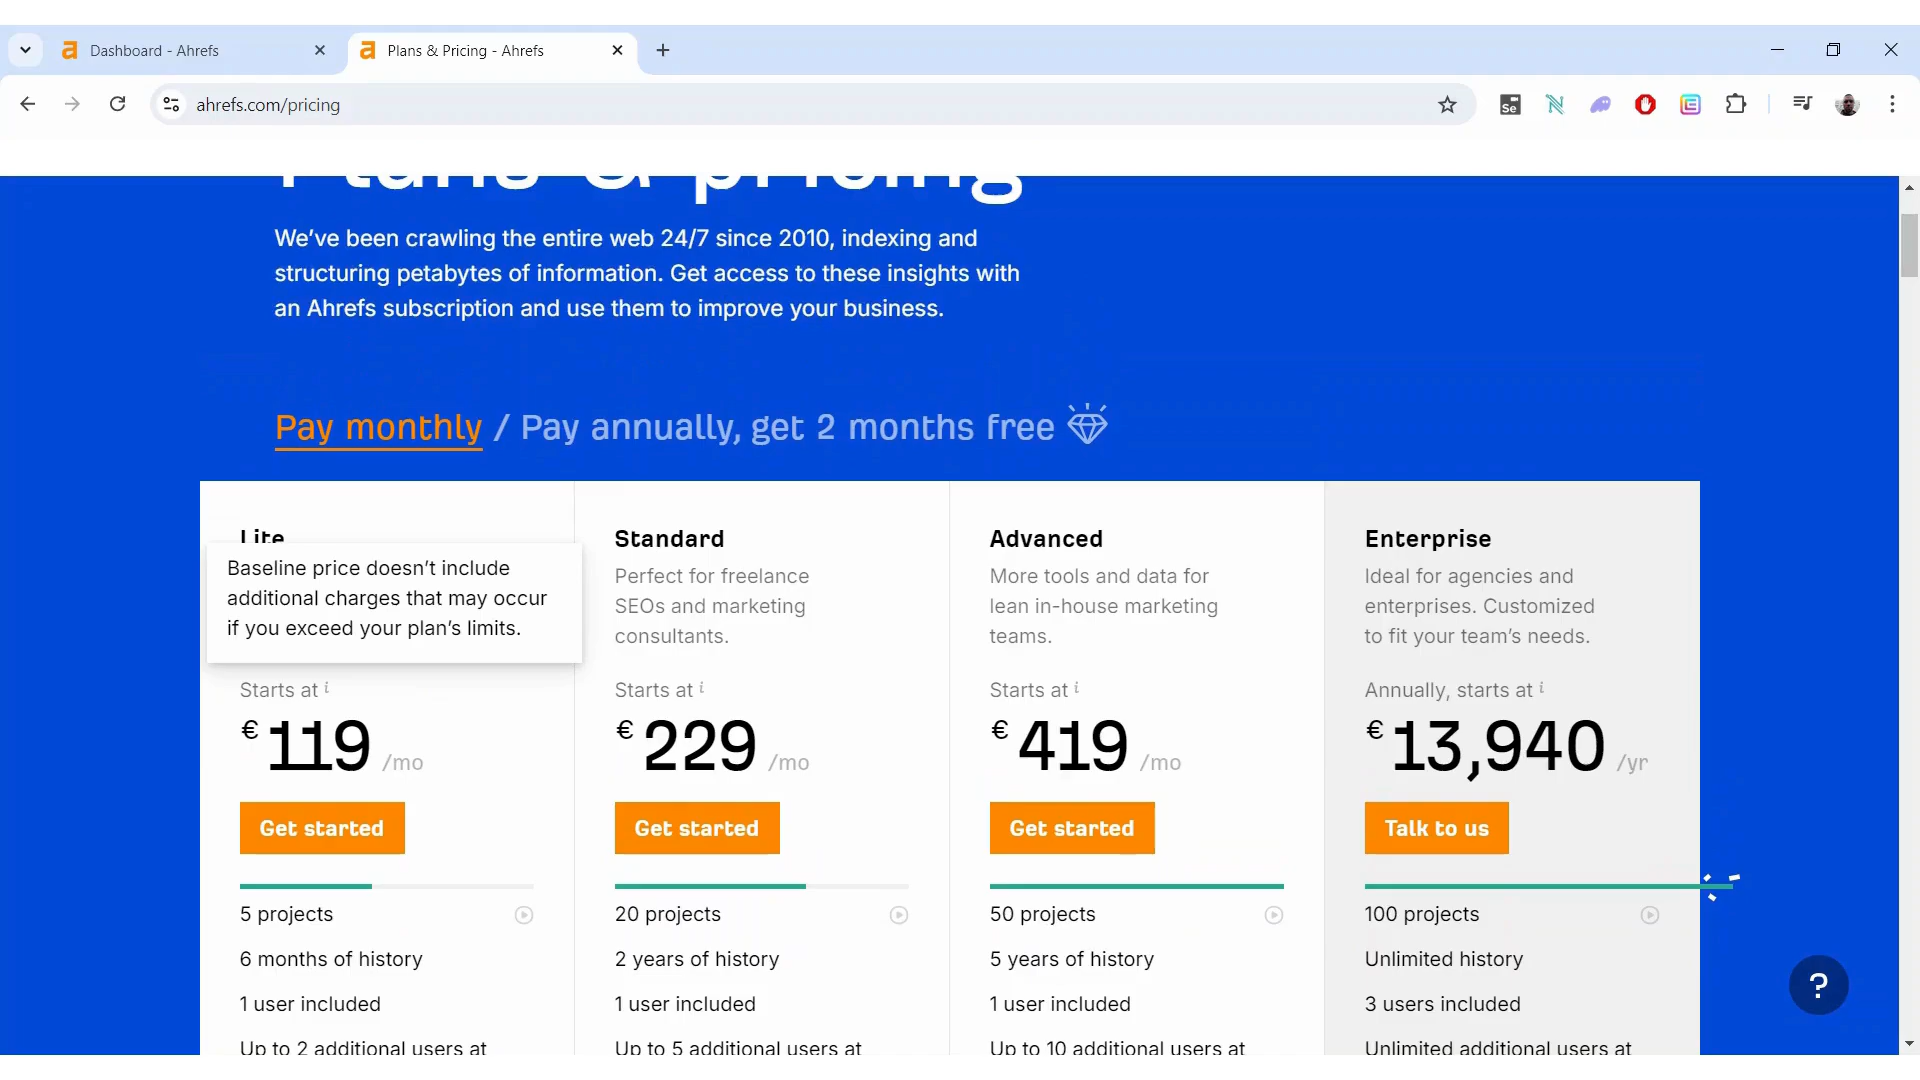 Dashboard - Ahrefs
Plans & Pricing - Ahrefs
ahrefs.com/pricing
Plans & pricing
We’ve been crawling the entire web 24/7 since 2010, indexing and
structuring petabytes of information. Get access to these insights with
an Ahrefs subscription and use them to improve your business.
Pay monthly / Pay annually, get 2 months free
Lite
Baseline price doesn’t include
additional charges that may occur
if you exceed your plan’s limits.
Starts at i
€ 119 /mo
Get started
5 projects
6 months of history
1 user included
Up to 2 additional users at
Standard
Perfect for freelance
SEOs and marketing
consultants.
Starts at i
€ 229 /mo
Get started
20 projects
2 years of history
1 user included
Up to 5 additional users at
Advanced
More tools and data for
lean in-house marketing
teams.
Starts at i
€ 419 /mo
Get started
50 projects
5 years of history
1 user included
Up to 10 additional users at
Enterprise
Ideal for agencies and
enterprises. Customized
to fit your team’s needs.
Annually, starts at i
€ 13,940 /yr
Talk to us
100 projects
Unlimited history
3 users included
Unlimited additional users at
Se
?